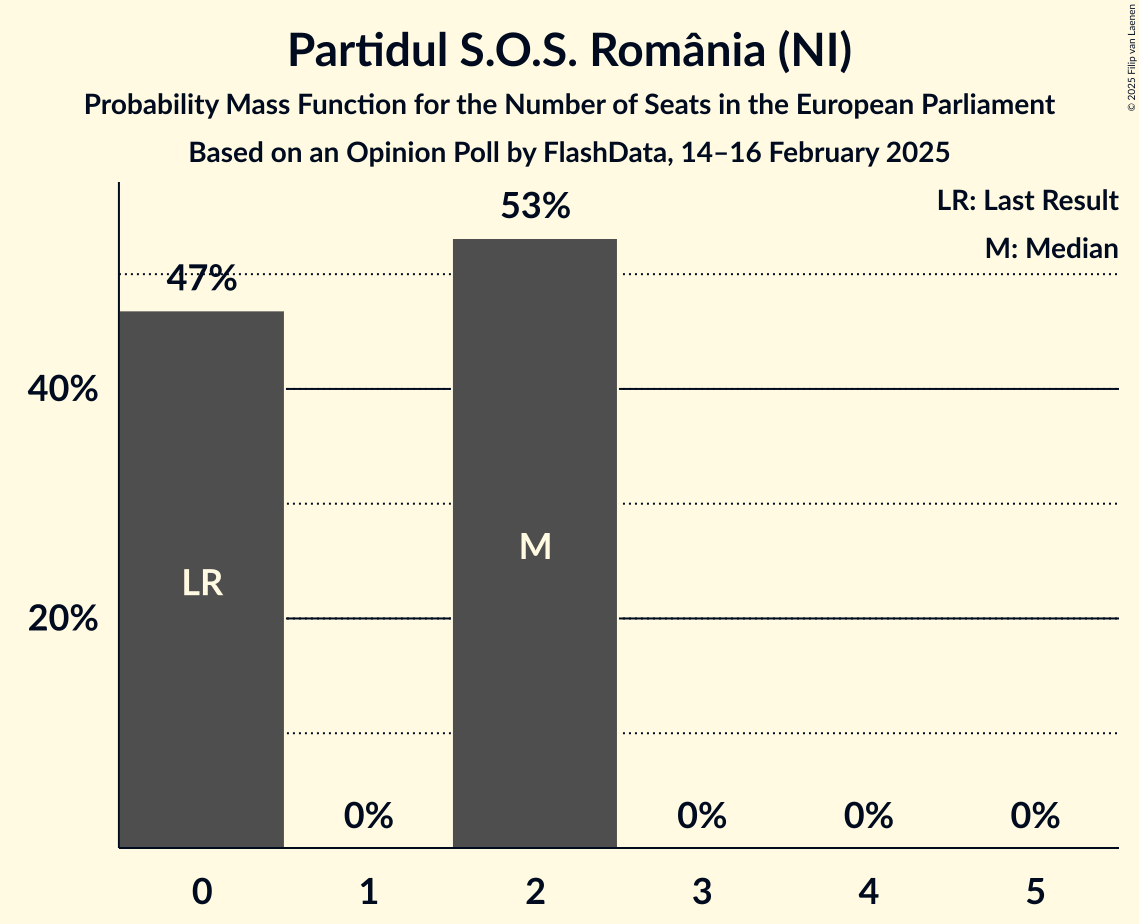 Partidul S.O.S. România (NI)
Probability Mass Function for the Number of Seats in the European Parliament
Based on an Opinion Poll by FlashData, 14–16 February 2025
© 2025 Filip van Laenen
LR: Last Result
M: Median
53%
47%
40%
M
LR
20%
0% 0% 0% 0%
0 1 2 3 4 5